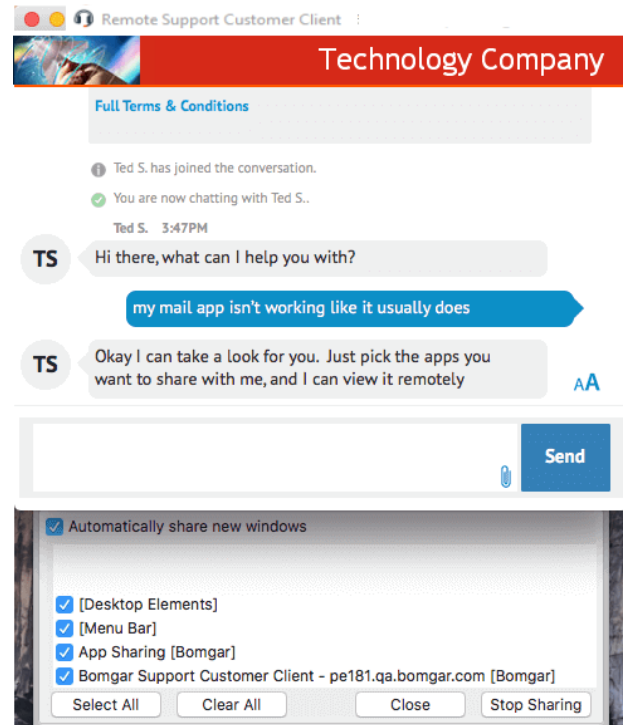 Remote Support Customer Client
Technology Company
Full Terms & Conditions
Ted S. has joined the conversation.
You are now chatting with Ted S..
Ted S. 3:47PM
TS
Hi there, what can I help you with?
my mail app isn't working like it usually does
TS
Okay I can take a look for you. Just pick the apps you
want to share with me, and I can view it remotely
AA
Send
Automatically share new windows
[Desktop Elements]
[Menu Bar]
App Sharing [Bomgar]
Bomgar Support Customer Client - pe181.qa.bomgar.com [Bomgar]
Select All Clear All Close Stop Sharing